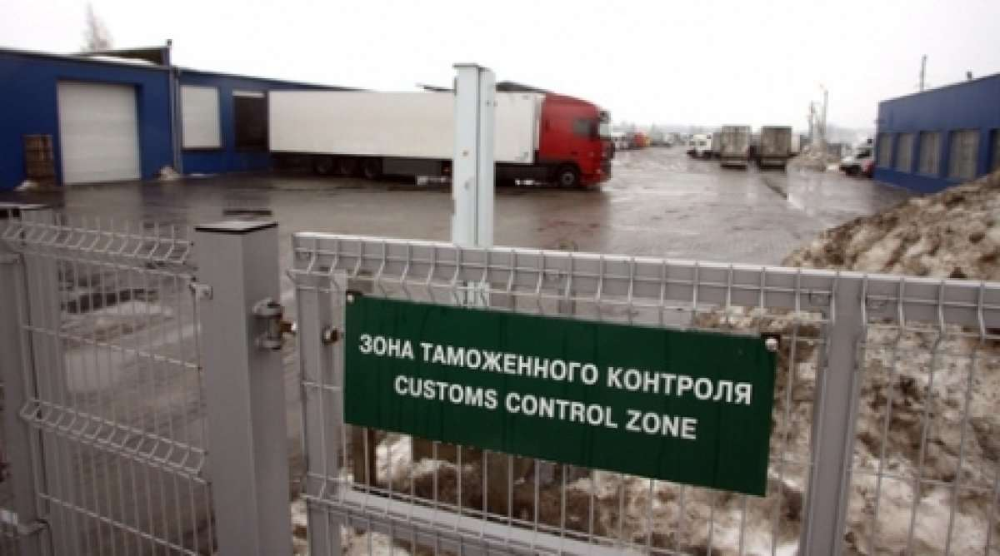 ЗОНА ТАМОЖЕННОГО КОНТРОЛЯ
CUSTOMS CONTROL ZONE